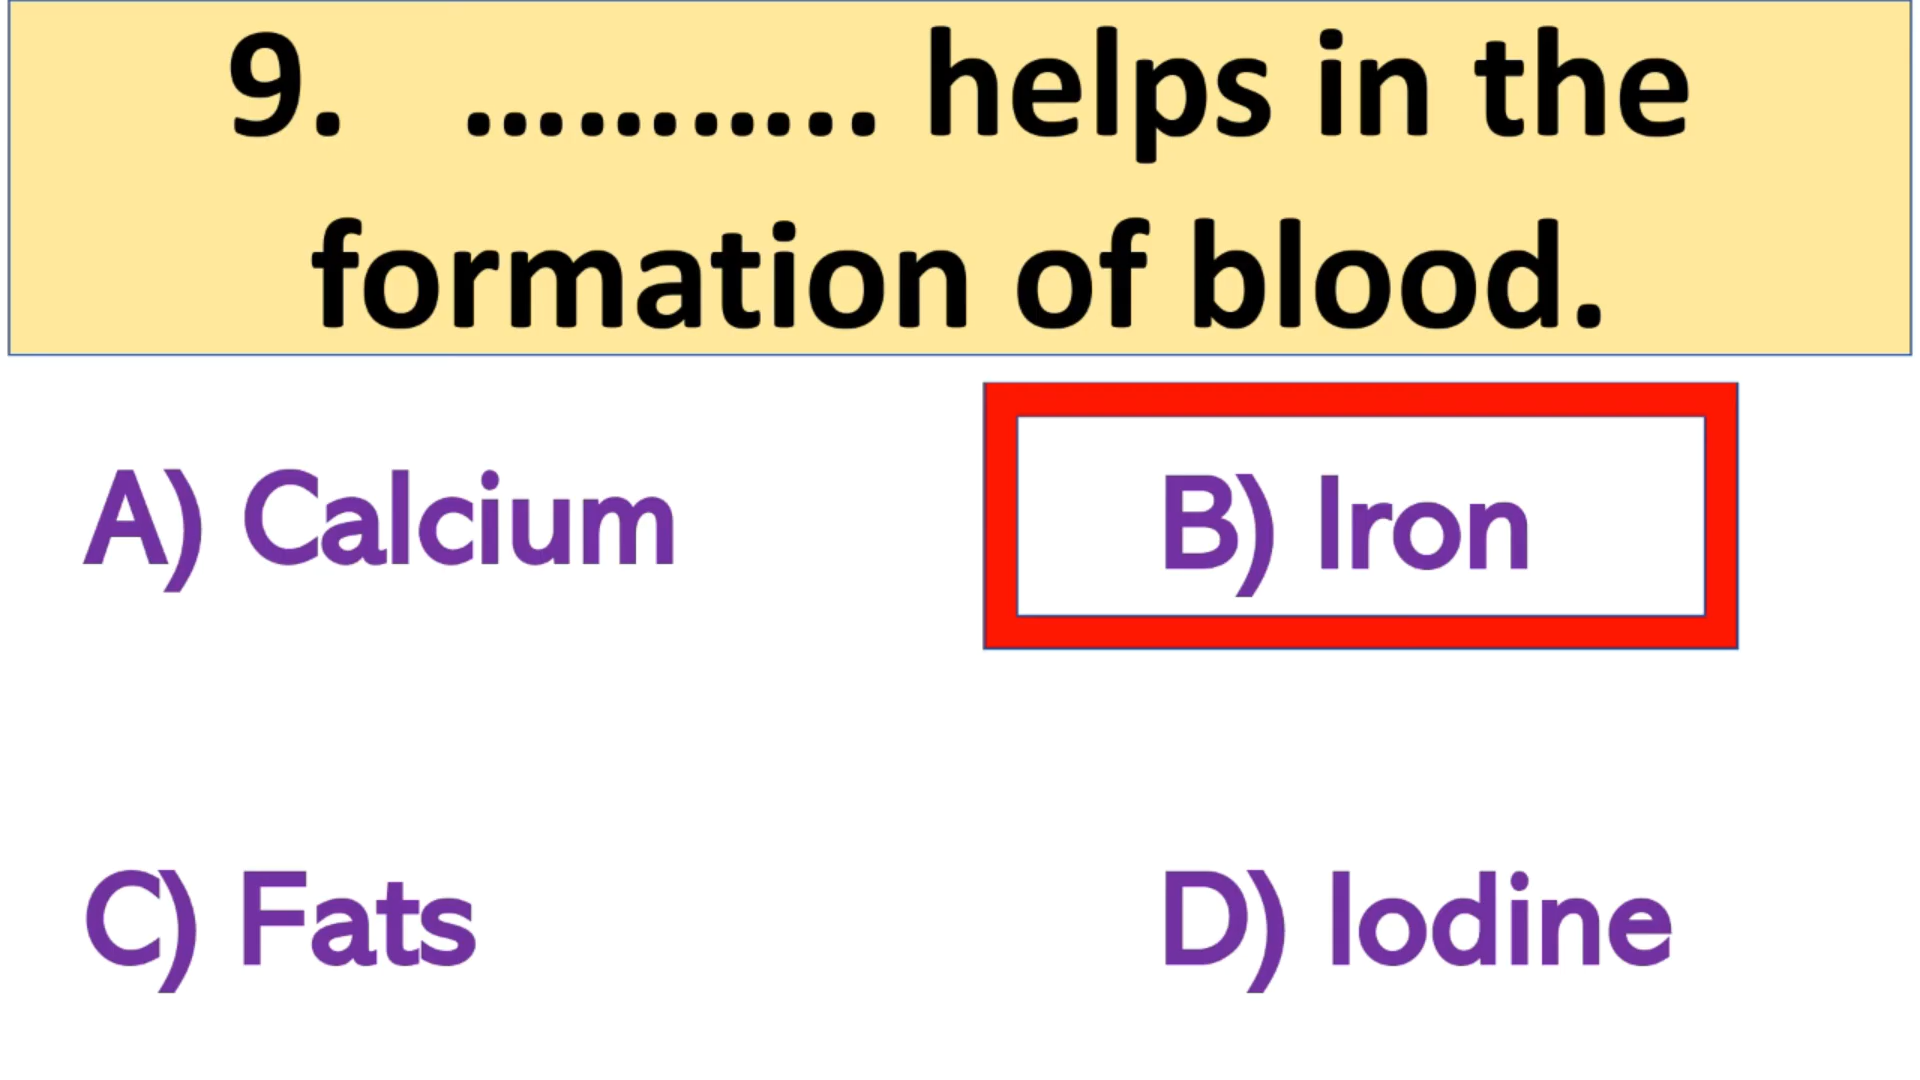 9. ……….. helps in the
formation of blood.
A) Calcium
B) Iron
C) Fats
D) Iodine